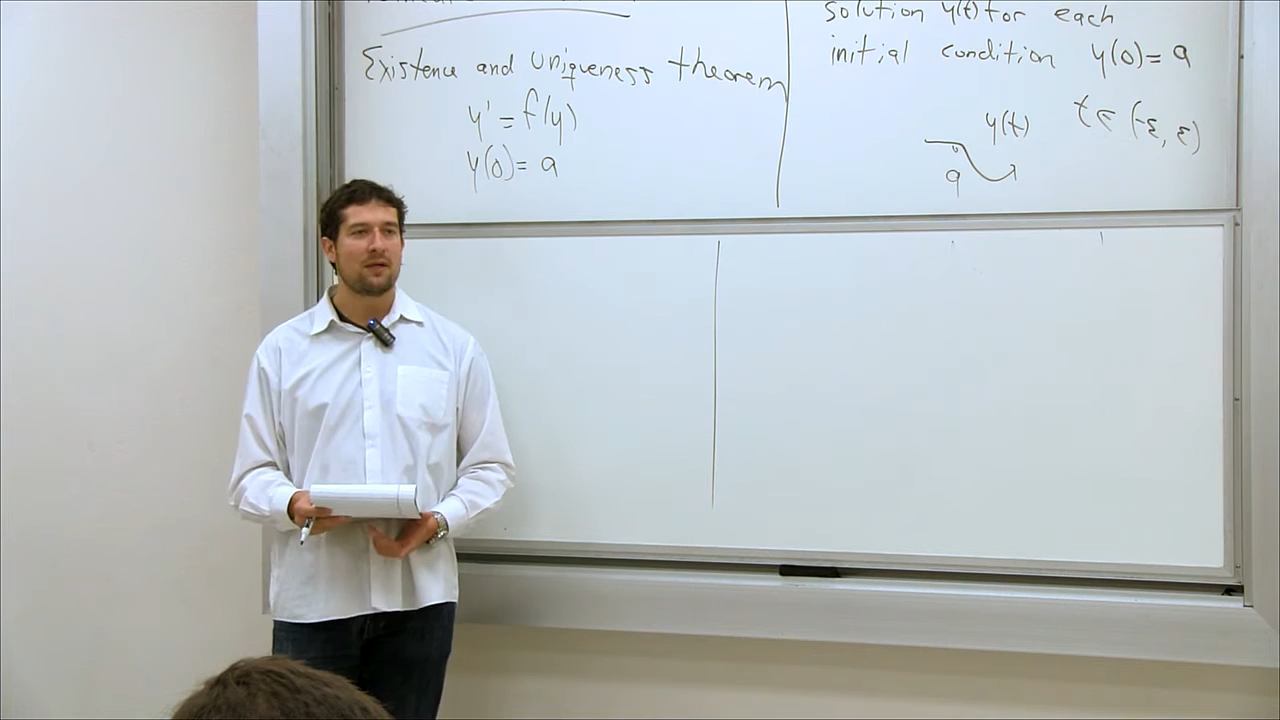 Existence and uniqueness theorem
y' = f(y)
y(0) = a
solution y(t) for each
initial condition y(0) = a
y(t) t ∈ (-ε, ε)
a